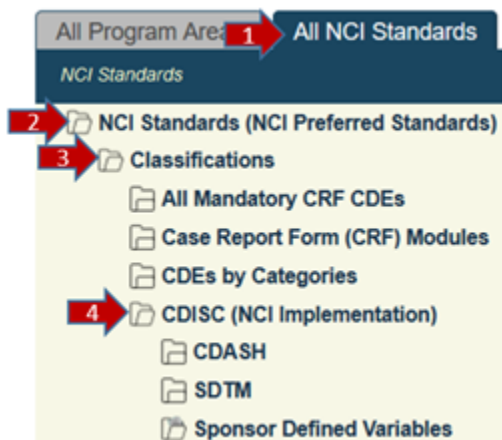 All Program Area 1 All NCI Standards
NCI Standards
2 NCI Standards (NCI Preferred Standards)
3 Classifications
All Mandatory CRF CDEs
Case Report Form (CRF) Modules
CDEs by Categories
4 CDISC (NCI Implementation)
CDASH
SDTM
Sponsor Defined Variables